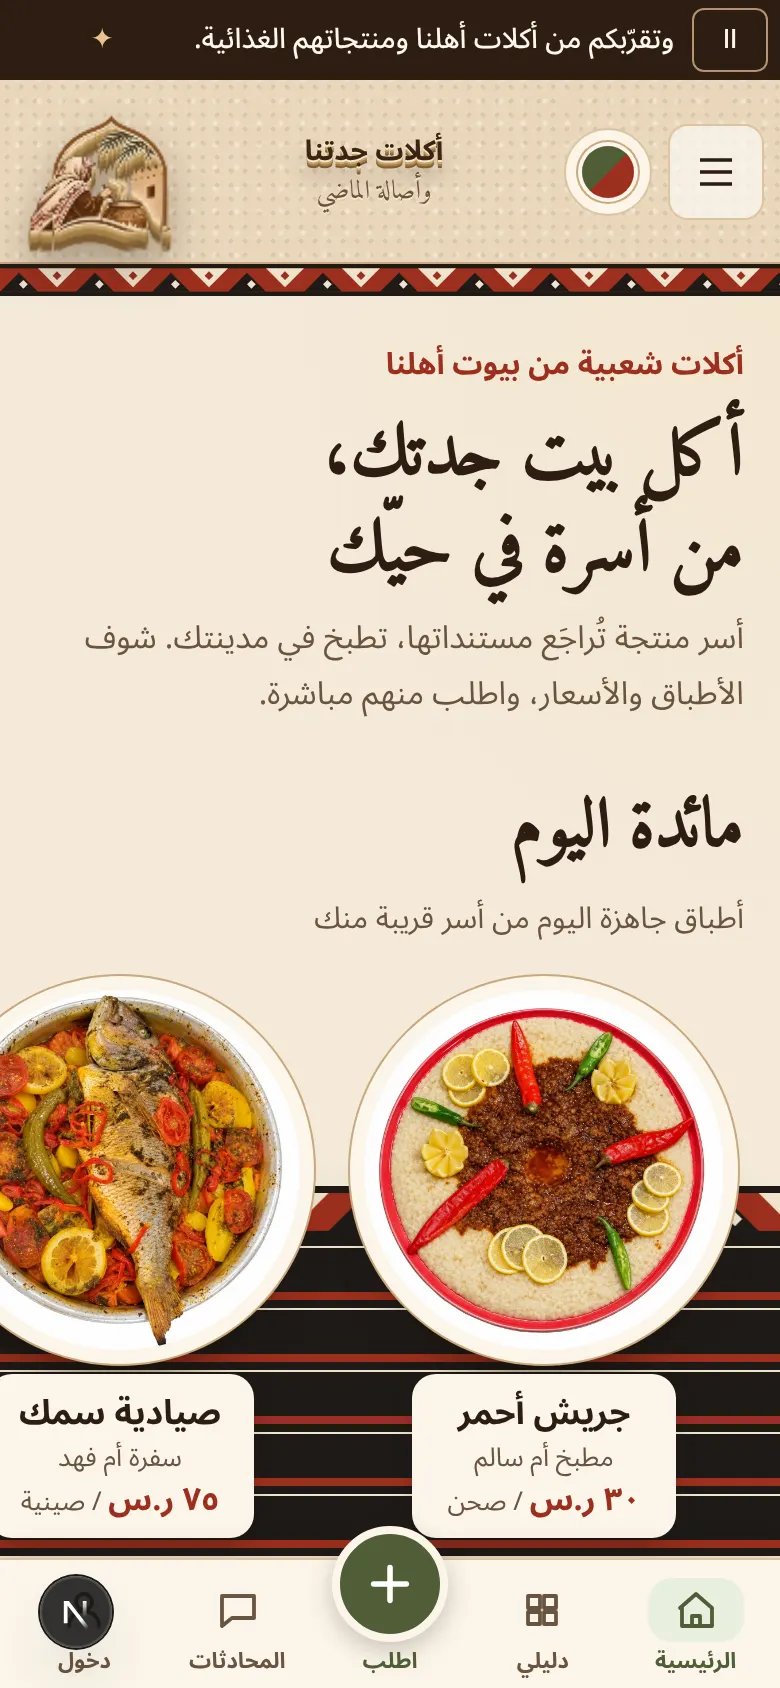 وتقرّبكم من أكلات أهلنا ومنتجاتهم الغذائية.
أكلات جدتنا
وأصالة الماضي
أكلات شعبية من بيوت أهلنا
أكل بيت جدتك،
من أسرة في حيّك
أسر منتجة تُراجَع مستنداتها، تطبخ في مدينتك. شوف
الأطباق والأسعار، واطلب منهم مباشرة.
مائدة اليوم
أطباق جاهزة اليوم من أسر قريبة منك
جريش أحمر
مطبخ أم سالم
٣٠ ر.س / صحن
صيادية سمك
سفرة أم فهد
٧٥ ر.س / صينية
الرئيسية
دليلي
اطلب
المحادثات
N
دخول